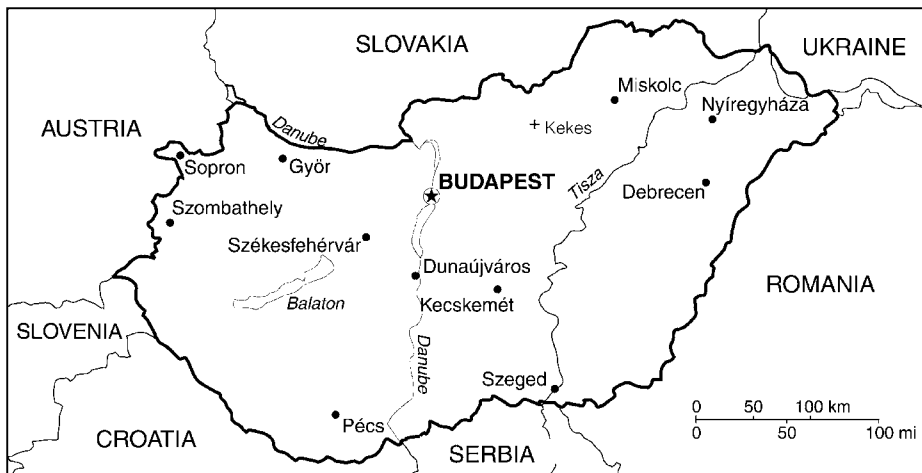 SLOVAKIA
UKRAINE
AUSTRIA
Miskolc
Nyíregyháza
Danube
Kekes
Sopron
Györ
Tisza
BUDAPEST
Debrecen
Szombathely
Székesfehérvár
Dunaújváros
Balaton
Kecskemét
ROMANIA
SLOVENIA
Danube
Szeged
Pécs
CROATIA
SERBIA
0 50 100 km
0 50 100 mi